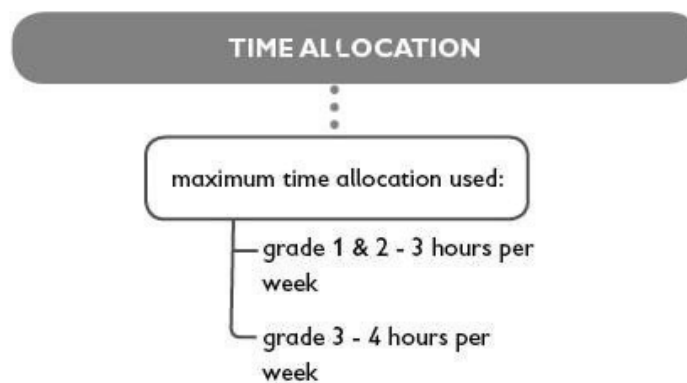 TIME ALLOCATION
maximum time allocation used:
grade 1 & 2 - 3 hours per
week
grade 3 - 4 hours per
week